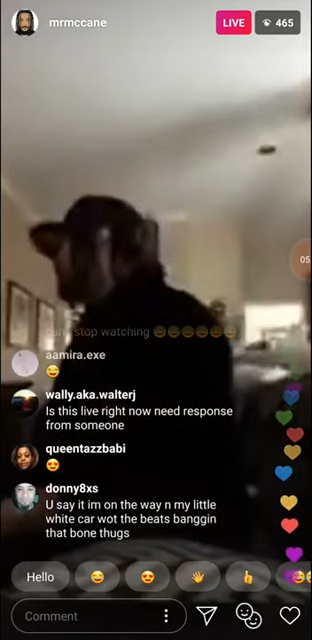 mrmccane
LIVE
465
05
stop watching 😂😂😂😂😂😂
aamira.exe
😂
wally.aka.walterj
Is this live right now need response
from someone
queentazzbabi
😍
donny8xs
U say it im on the way n my little
white car wot the beats banggin
that bone thugs
Hello
😂
😍
👋
👍
Comment